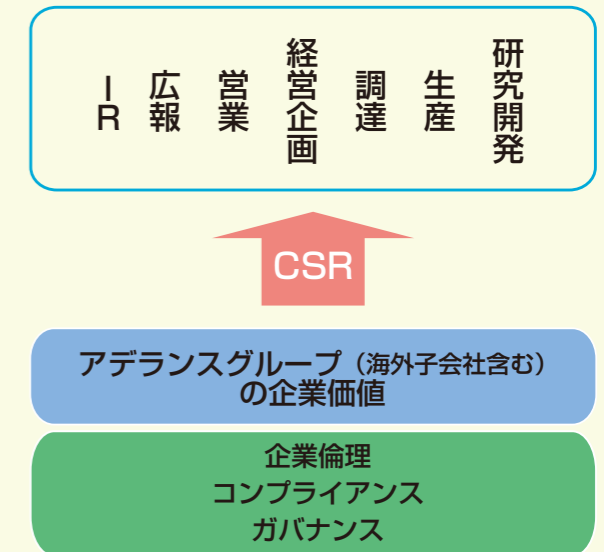 研究開発
生産
調達
経営企画
営業
広報
IR
CSR
アデランスグループ（海外子会社含む）
の企業価値
企業倫理
コンプライアンス
ガバナンス